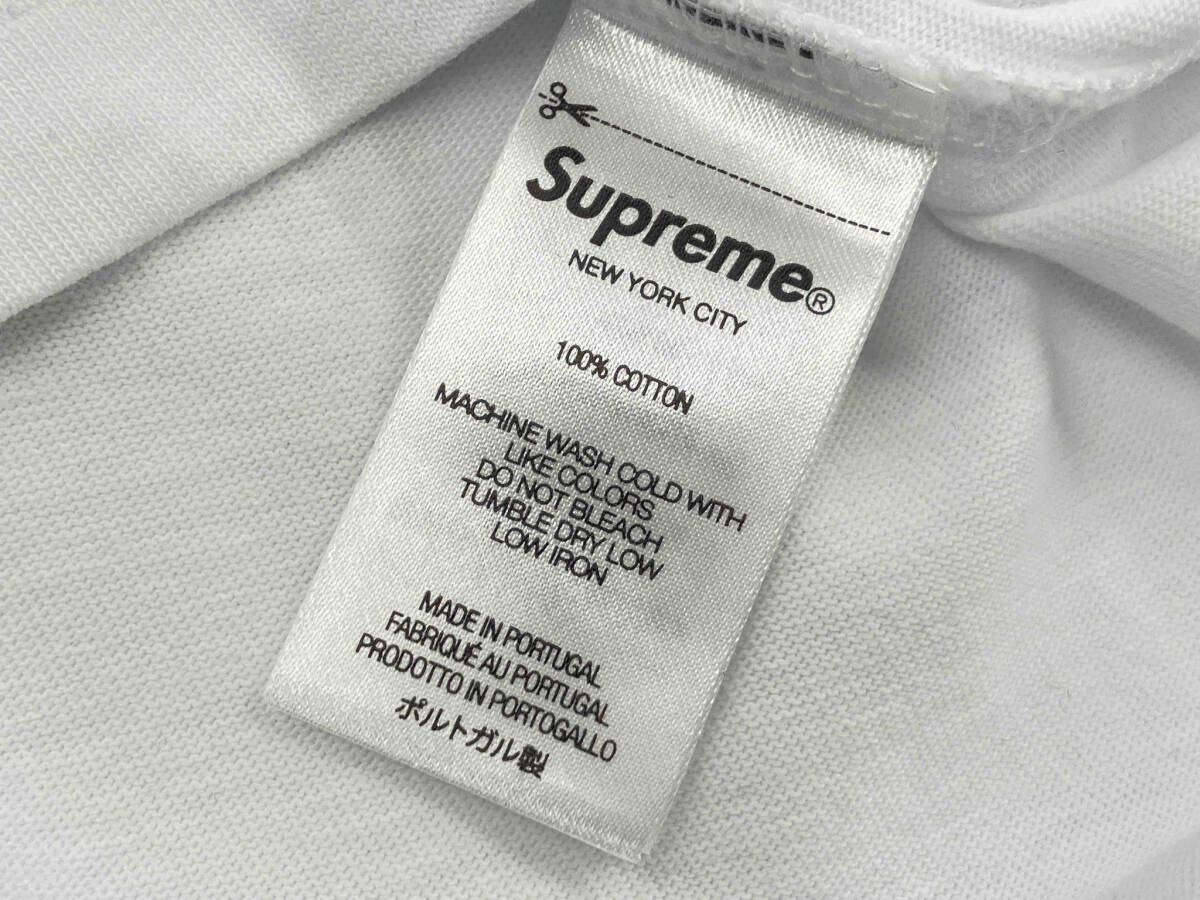 Supreme®
NEW YORK CITY
100% COTTON
MACHINE WASH COLD WITH
LIKE COLORS
DO NOT BLEACH
TUMBLE DRY LOW
LOW IRON
MADE IN PORTUGAL
FABRIQUÉ AU PORTUGAL
PRODOTTO IN PORTOGALLO
ポルトガル製